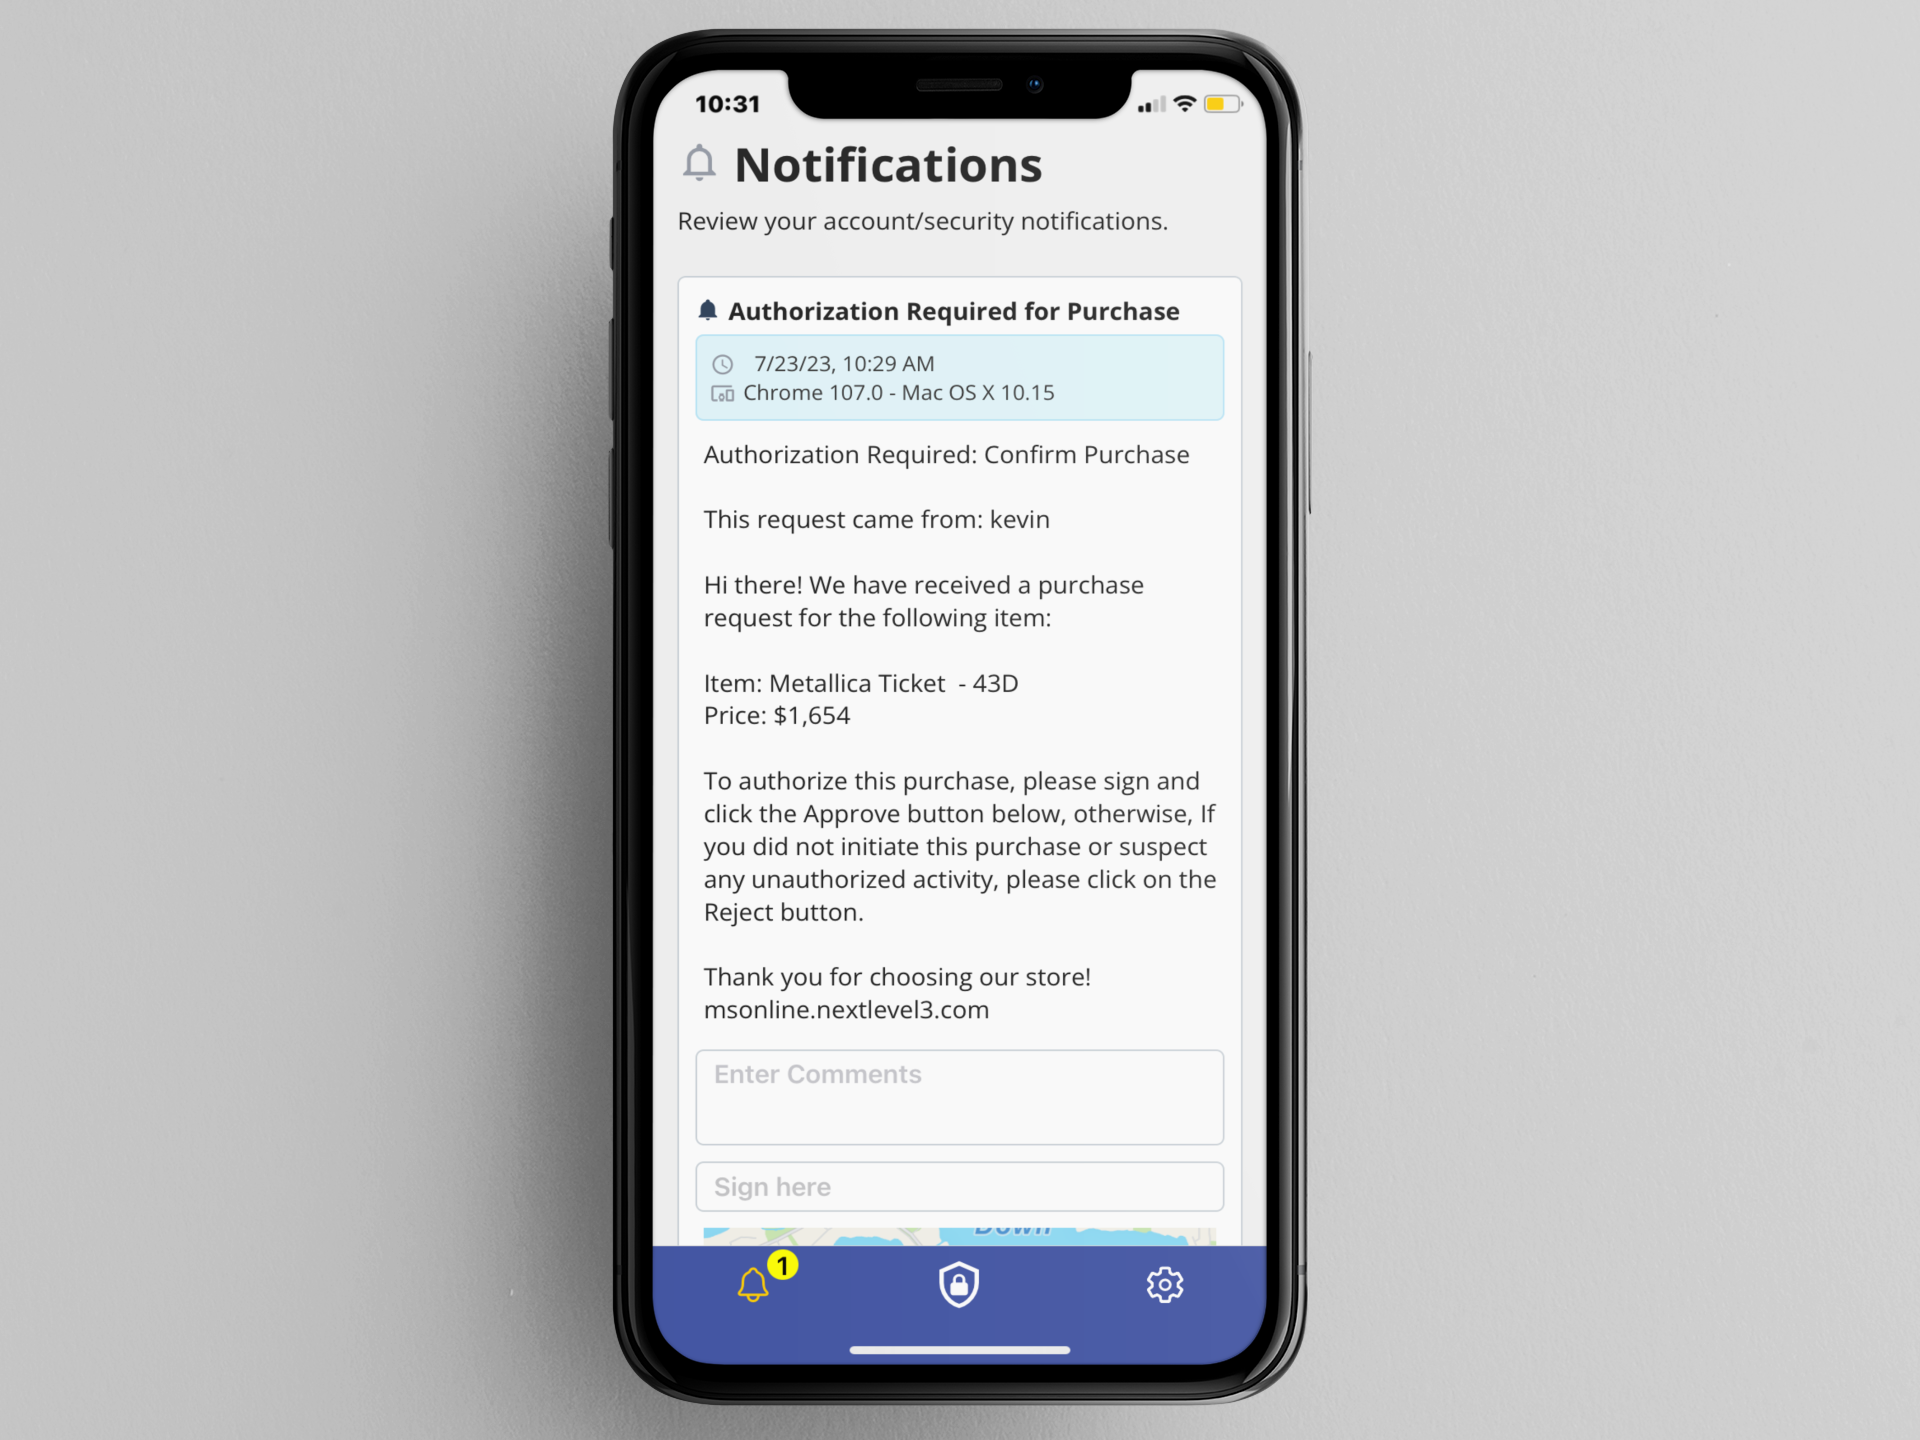 10:31
Notifications
Review your account/security notifications.
Authorization Required for Purchase
7/23/23, 10:29 AM
Chrome 107.0 - Mac OS X 10.15
Authorization Required: Confirm Purchase
This request came from: kevin
Hi there! We have received a purchase
request for the following item:
Item: Metallica Ticket  - 43D
Price: $1,654
To authorize this purchase, please sign and
click the Approve button below, otherwise, If
you did not initiate this purchase or suspect
any unauthorized activity, please click on the
Reject button.
Thank you for choosing our store!
msonline.nextlevel3.com
Enter Comments
Sign here
Down
1